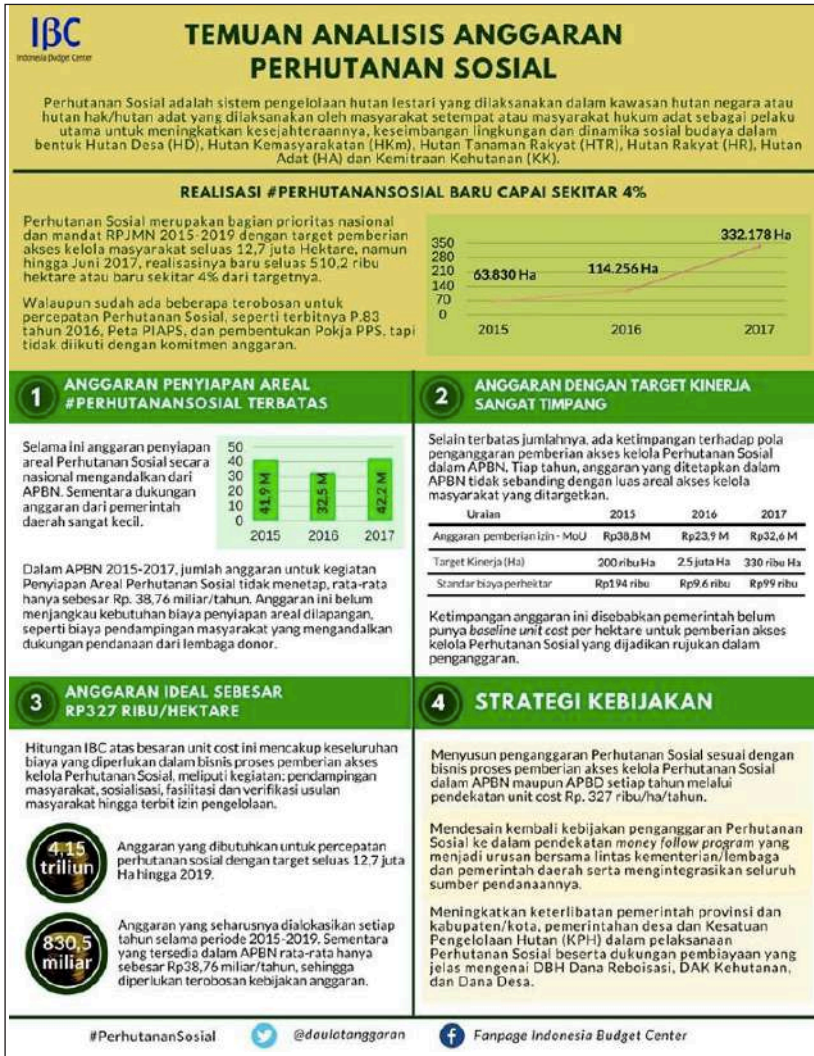 IBC
Indonesia Budget Center
TEMUAN ANALISIS ANGGARAN
PERHUTANAN SOSIAL
Perhutanan Sosial adalah sistem pengelolaan hutan lestari yang dilaksanakan dalam kawasan hutan negara atau
hutan hak/hutan adat yang dilaksanakan oleh masyarakat setempat atau masyarakat hukum adat sebagai pelaku
utama untuk meningkatkan kesejahteraannya, keseimbangan lingkungan dan dinamika sosial budaya dalam
bentuk Hutan Desa (HD), Hutan Kemasyarakatan (HKm), Hutan Tanaman Rakyat (HTR), Hutan Rakyat (HR), Hutan
Adat (HA) dan Kemitraan Kehutanan (KK).
REALISASI #PERHUTANANSOSIAL BARU CAPAI SEKITAR 4%
Perhutanan Sosial merupakan bagian prioritas nasional
dan mandat RPJMN 2015-2019 dengan target pemberian
akses kelola masyarakat seluas 12,7 juta Hektare, namun
hingga Juni 2017, realisasinya baru seluas 510,2 ribu
hektare atau baru sekitar 4% dari targetnya.
Walaupun sudah ada beberapa terobosan untuk
percepatan Perhutanan Sosial, seperti terbitnya P.83
tahun 2016, Peta PIAPS, dan pembentukan Pokja PPS, tapi
tidak diikuti dengan komitmen anggaran.
350
280
210
140
70
0
63.830 Ha
114.256 Ha
332.178 Ha
2015 2016 2017
1
ANGGARAN PENYIAPAN AREAL
#PERHUTANANSOSIAL TERBATAS
Selama ini anggaran penyiapan
areal Perhutanan Sosial secara
nasional mengandalkan dari
APBN. Sementara dukungan
anggaran dari pemerintah
daerah sangat kecil.
50
40
30
20
10
0
41,9 M
32,5 M
42,2 M
2015 2016 2017
Dalam APBN 2015-2017, jumlah anggaran untuk kegiatan
Penyiapan Areal Perhutanan Sosial tidak menetap, rata-rata
hanya sebesar Rp. 38,76 miliar/tahun. Anggaran ini belum
menjangkau kebutuhan biaya penyiapan areal dilapangan,
seperti biaya pendampingan masyarakat yang mengandalkan
dukungan pendanaan dari lembaga donor.
2
ANGGARAN DENGAN TARGET KINERJA
SANGAT TIMPANG
Selain terbatas jumlahnya, ada ketimpangan terhadap pola
penganggaran pemberian akses kelola Perhutanan Sosial
dalam APBN. Tiap tahun, anggaran yang ditetapkan dalam
APBN tidak sebanding dengan luas areal akses kelola
masyarakat yang ditargetkan.
Uraian 2015 2016 2017
Anggaran pemberian izin - MoU Rp38,8 M Rp23,9 M Rp32,6 M
Target Kinerja (Ha) 200 ribu Ha 2.5 juta Ha 330 ribu Ha
Standar biaya perhektar Rp194 ribu Rp9,6 ribu Rp99 ribu
Ketimpangan anggaran ini disebabkan pemerintah belum
punya baseline unit cost per hektare untuk pemberian akses
kelola Perhutanan Sosial yang dijadikan rujukan dalam
penganggaran.
3
ANGGARAN IDEAL SEBESAR
RP327 RIBU/HEKTARE
Hitungan IBC atas besaran unit cost ini mencakup keseluruhan
biaya yang diperlukan dalam bisnis proses pemberian akses
kelola Perhutanan Sosial, meliputi kegiatan: pendampingan
masyarakat, sosialisasi, fasilitasi dan verifikasi usulan
masyarakat hingga terbit izin pengelolaan.
4,15
triliun
Anggaran yang dibutuhkan untuk percepatan
perhutanan sosial dengan target seluas 12,7 juta
Ha hingga 2019.
830,5
miliar
Anggaran yang seharusnya dialokasikan setiap
tahun selama periode 2015-2019. Sementara
yang tersedia dalam APBN rata-rata hanya
sebesar Rp38,76 miliar/tahun, sehingga
diperlukan terobosan kebijakan anggaran.
4
STRATEGI KEBIJAKAN
Menyusun penganggaran Perhutanan Sosial sesuai dengan
bisnis proses pemberian akses kelola Perhutanan Sosial
dalam APBN maupun APBD setiap tahun melalui
pendekatan unit cost Rp. 327 ribu/ha/tahun.
Mendesain kembali kebijakan penganggaran Perhutanan
Sosial ke dalam pendekatan money follow program yang
menjadi urusan bersama lintas kementerian/lembaga
dan pemerintah daerah serta mengintegrasikan seluruh
sumber pendanaannya.
Meningkatkan keterlibatan pemerintah provinsi dan
kabupaten/kota, pemerintahan desa dan Kesatuan
Pengelolaan Hutan (KPH) dalam pelaksanaan
Perhutanan Sosial beserta dukungan pembiayaan yang
jelas mengenai DBH Dana Reboisasi, DAK Kehutanan,
dan Dana Desa.
#PerhutananSosial
@daulatanggaran
Fanpage Indonesia Budget Center